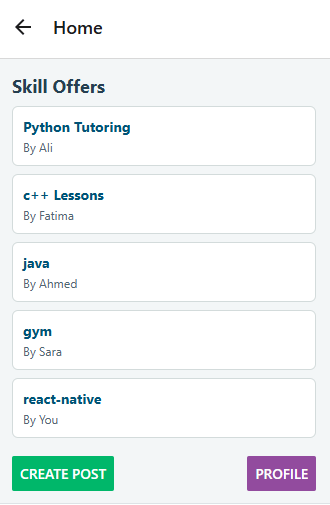 Home
Skill Offers
Python Tutoring
By Ali
c++ Lessons
By Fatima
java
By Ahmed
gym
By Sara
react-native
By You
CREATE POST
PROFILE